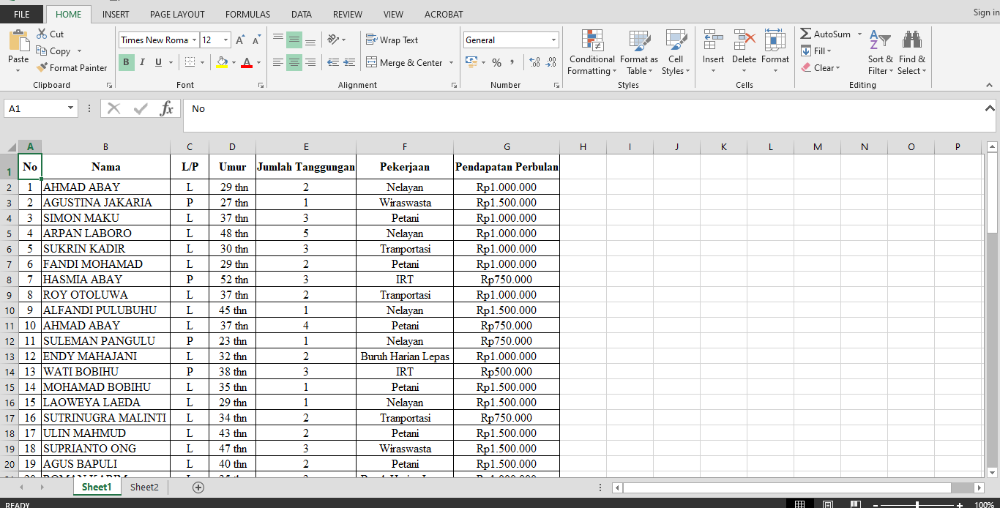 FILE HOME INSERT PAGE LAYOUT FORMULAS DATA REVIEW VIEW ACROBAT Sign in
Paste Cut Copy Format Painter Clipboard
Times New Roma 12 B I U Font
Wrap Text Merge & Center Alignment
General % Number
Conditional Formatting Format as Table Cell Styles Styles
Insert Delete Format Cells
AutoSum Fill Clear Sort & Filter Find & Select Editing
A1 fx No
A B C D E F G H I J K L M N O P
1 No Nama L/P Umur Jumlah Tanggungan Pekerjaan Pendapatan Perbulan
2 1 AHMAD ABAY L 29 thn 2 Nelayan Rp1.000.000
3 2 AGUSTINA JAKARIA P 27 thn 1 Wiraswasta Rp1.500.000
4 3 SIMON MAKU L 37 thn 3 Petani Rp1.000.000
5 4 ARPAN LABORO L 48 thn 5 Nelayan Rp1.000.000
6 5 SUKRIN KADIR L 30 thn 3 Tranportasi Rp1.000.000
7 6 FANDI MOHAMAD L 29 thn 2 Petani Rp1.000.000
8 7 HASMIA ABAY P 52 thn 3 IRT Rp750.000
9 8 ROY OTOLUWA L 37 thn 2 Tranportasi Rp1.000.000
10 9 ALFANDI PULUBUHU L 45 thn 1 Nelayan Rp1.500.000
11 10 AHMAD ABAY L 37 thn 4 Petani Rp750.000
12 11 SULEMAN PANGULU P 23 thn 1 Nelayan Rp750.000
13 12 ENDY MAHAJANI L 32 thn 2 Buruh Harian Lepas Rp1.000.000
14 13 WATI BOBIHU P 38 thn 3 IRT Rp500.000
15 14 MOHAMAD BOBIHU L 35 thn 1 Petani Rp1.500.000
16 15 LAOWEYA LAEDA L 29 thn 1 Nelayan Rp1.500.000
17 16 SUTRINUGRA MALINTI L 34 thn 2 Tranportasi Rp750.000
18 17 ULIN MAHMUD L 43 thn 2 Petani Rp1.500.000
19 18 SUPRIANTO ONG L 47 thn 3 Wiraswasta Rp1.500.000
20 19 AGUS BAPULI L 40 thn 2 Petani Rp1.500.000
Sheet1 Sheet2
READY 100%